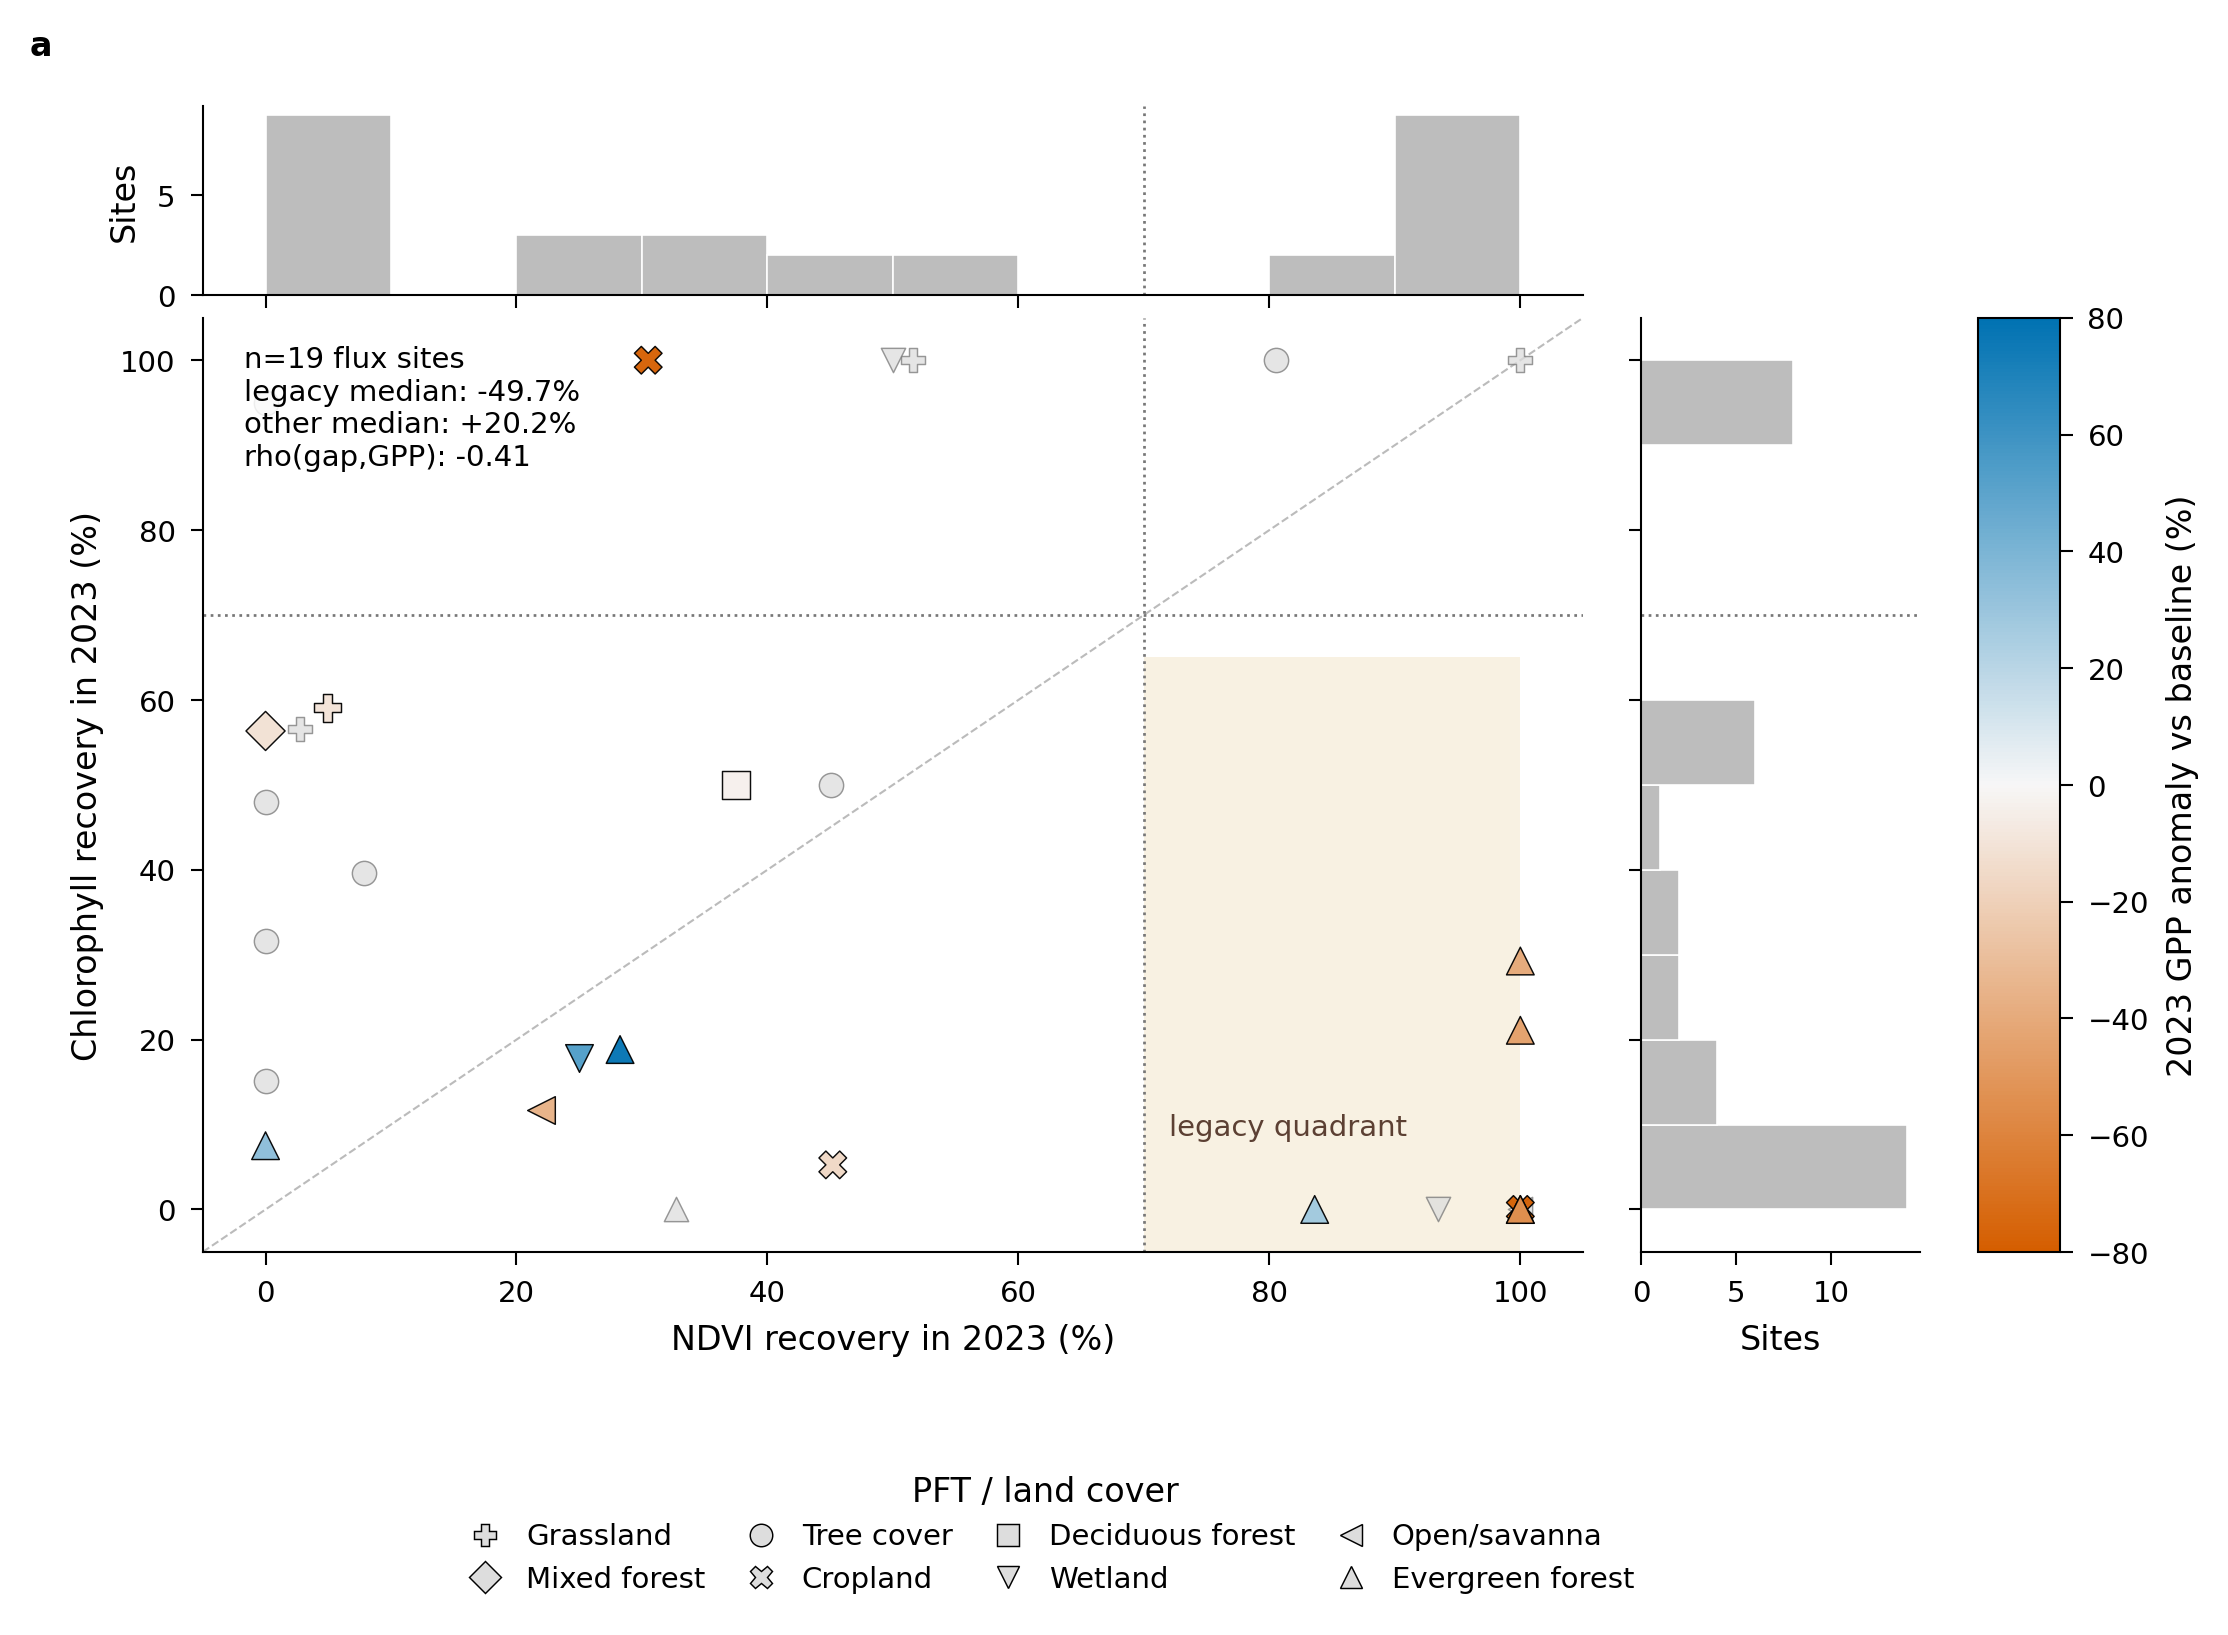 a
Sites
5
0
n=19 flux sites
legacy median: -49.7%
other median: +20.2%
rho(gap,GPP): -0.41
Chlorophyll recovery in 2023 (%)
100
80
60
40
20
0
legacy quadrant
0 20 40 60 80 100
NDVI recovery in 2023 (%)
0 5 10
Sites
80
60
40
20
0
−20
−40
−60
−80
2023 GPP anomaly vs baseline (%)
PFT / land cover
Grassland Tree cover Deciduous forest Open/savanna
Mixed forest Cropland Wetland Evergreen forest